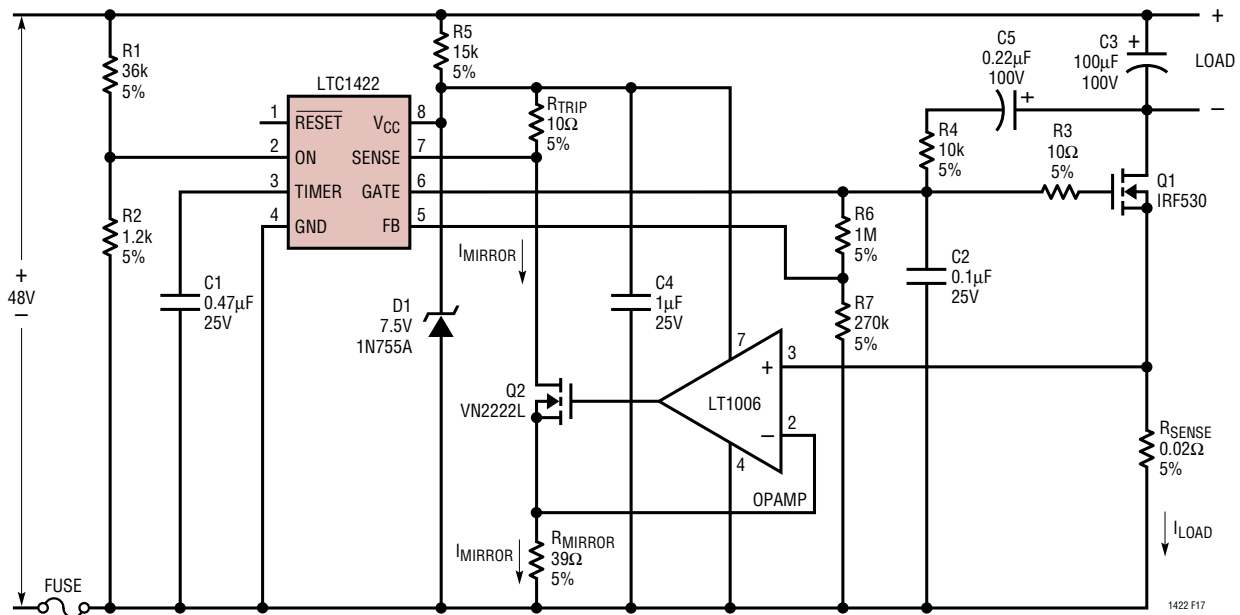 +
48V
–
FUSE
R1
36k
5%
R2
1.2k
5%
C1
0.47µF
25V
LTC1422
1
R̅E̅S̅E̅T̅
2
ON
3
TIMER
4
GND
8
VCC
7
SENSE
6
GATE
5
FB
R5
15k
5%
D1
7.5V
1N755A
RTRIP
10Ω
5%
IMIRROR
Q2
VN2222L
IMIRROR
RMIRROR
39Ω
5%
C4
1µF
25V
7
+
3
LT1006
–
2
4
OPAMP
R6
1M
5%
R7
270k
5%
C2
0.1µF
25V
R4
10k
5%
C5
0.22µF
100V
+
R3
10Ω
5%
C3
100µF
100V
+
+
LOAD
–
Q1
IRF530
RSENSE
0.02Ω
5%
ILOAD
1422 F17